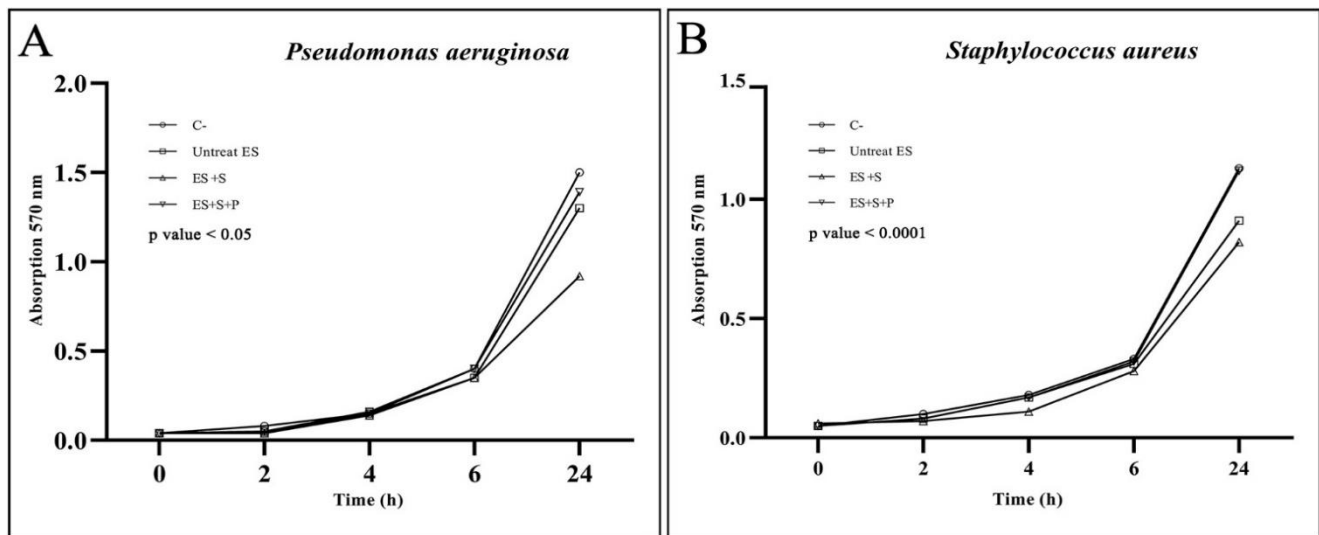 A
Pseudomonas aeruginosa
2.0
1.5
1.0
0.5
0.0
Absorption 570 nm
C-
Untreat ES
ES+S
ES+S+P
p value < 0.05
0 2 4 6 24
Time (h)
B
Staphylococcus aureus
1.5
1.0
0.5
0.0
Absorption 570 nm
C-
Untreat ES
ES+S
ES+S+P
p value < 0.0001
0 2 4 6 24
Time (h)